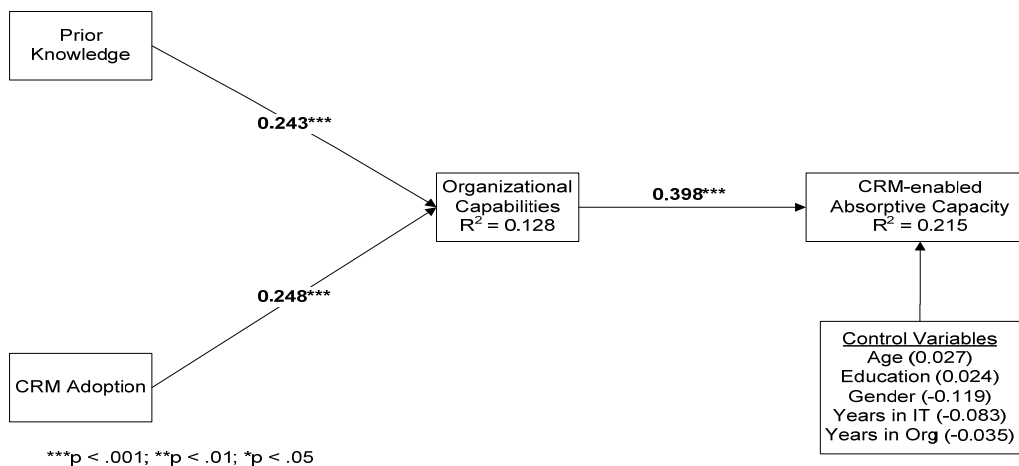 Prior
Knowledge
0.243***
Organizational
Capabilities
R² = 0.128
0.398***
CRM-enabled
Absorptive Capacity
R² = 0.215
0.248***
CRM Adoption
Control Variables
Age (0.027)
Education (0.024)
Gender (-0.119)
Years in IT (-0.083)
Years in Org (-0.035)
***p < .001; **p < .01; *p < .05